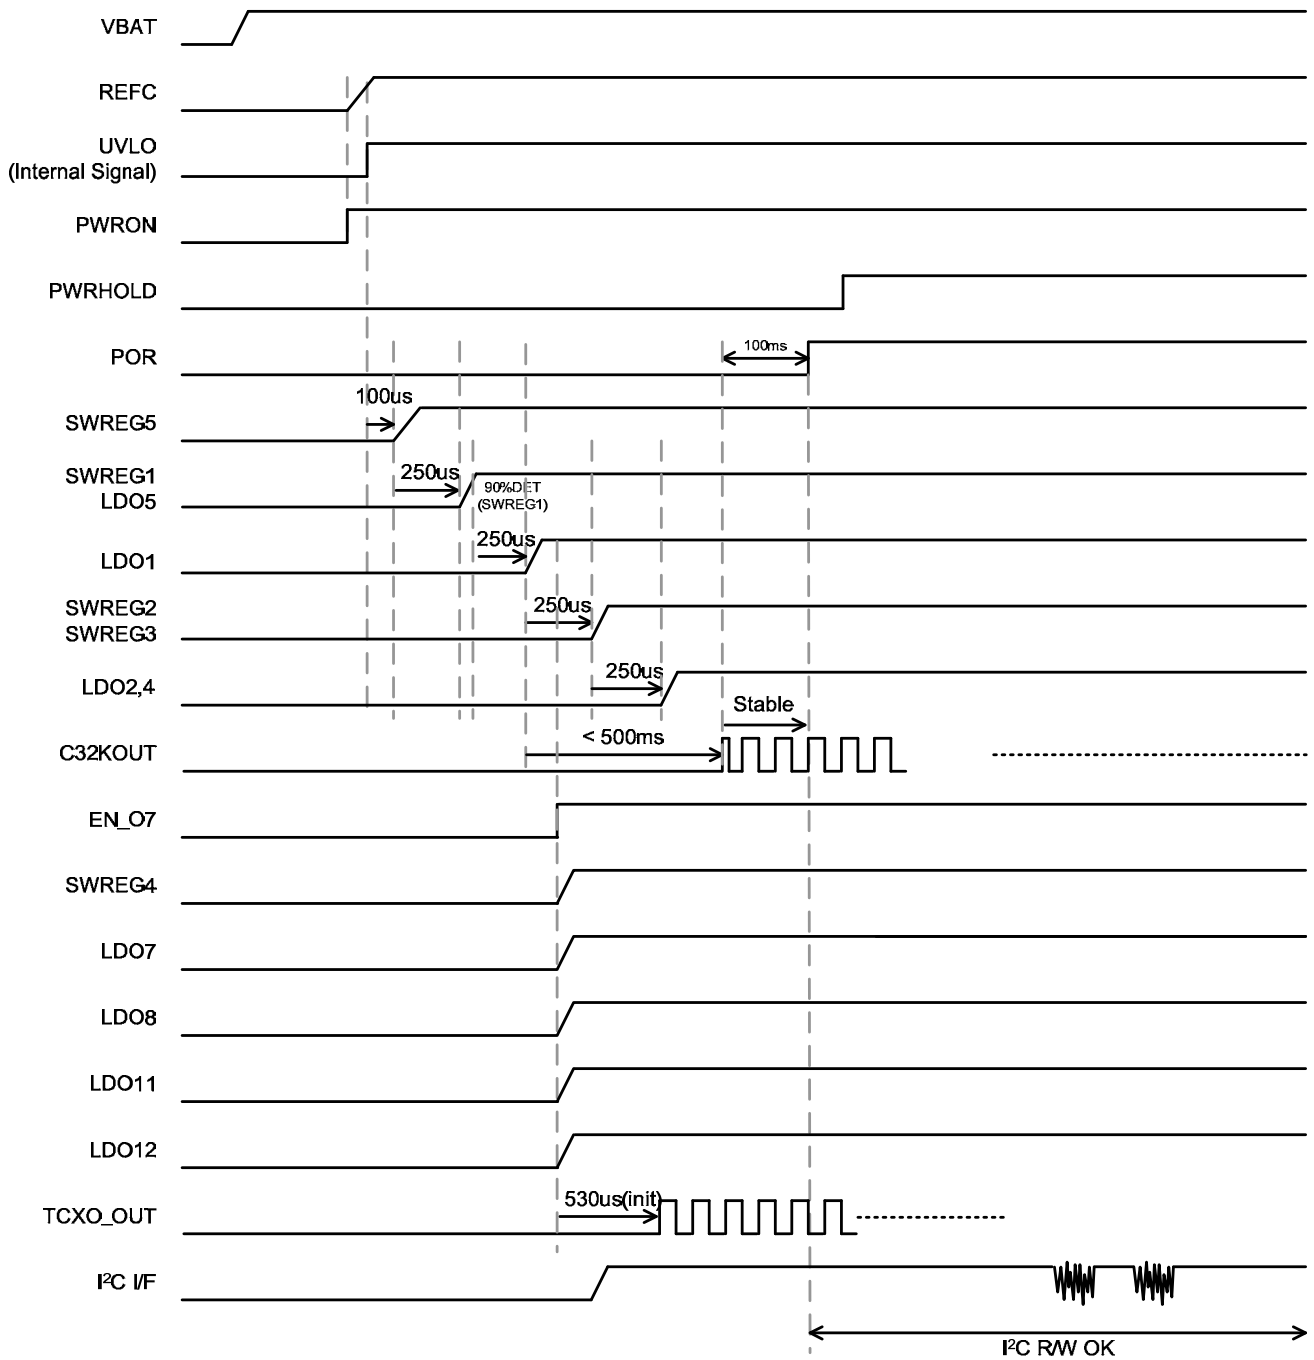 VBAT
REFC
UVLO
(Internal Signal)
PWRON
PWRHOLD
POR
100ms
100us
SWREG5
SWREG1
LDO5
250us
90%DET
(SWREG1)
LDO1
250us
SWREG2
SWREG3
250us
LDO2,4
250us
Stable
C32KOUT
< 500ms
EN_O7
SWREG4
LDO7
LDO8
LDO11
LDO12
TCXO_OUT
530us(init)
I²C I/F
I²C R/W OK